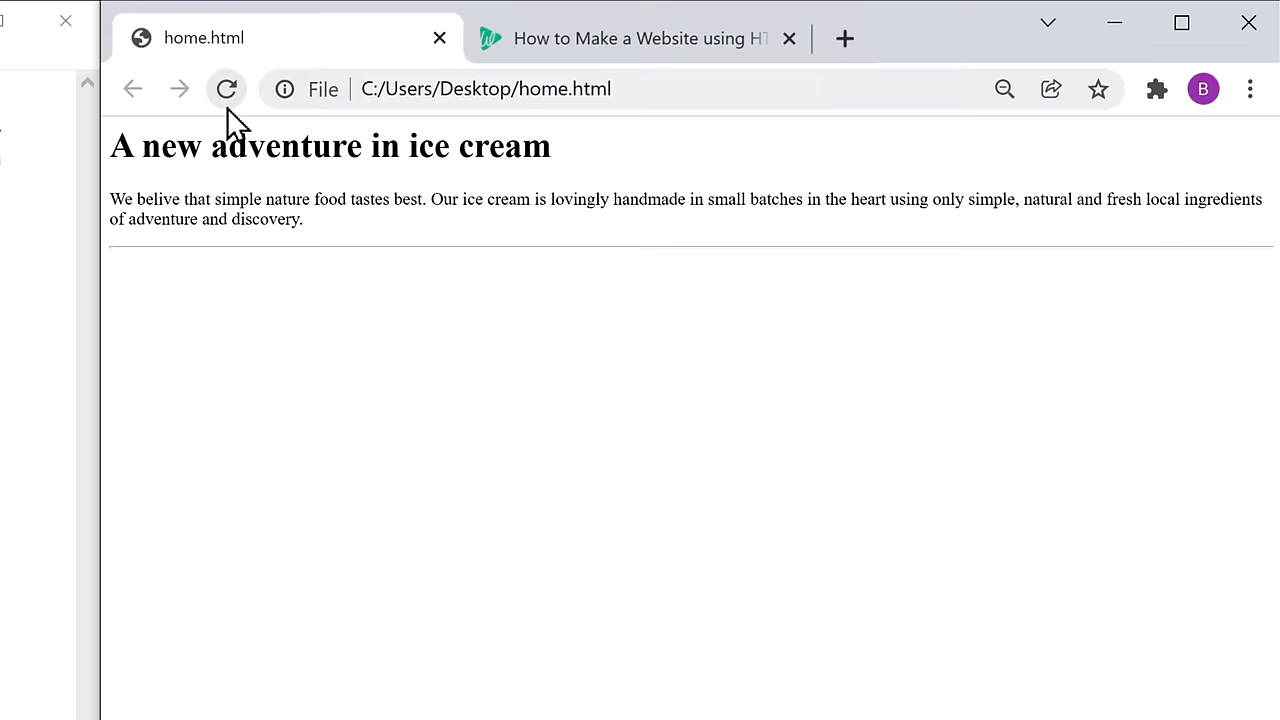 home.html
How to Make a Website using HT
File
C:/Users/Desktop/home.html
B
A new adventure in ice cream
We belive that simple nature food tastes best. Our ice cream is lovingly handmade in small batches in the heart using only simple, natural and fresh local ingredients
of adventure and discovery.